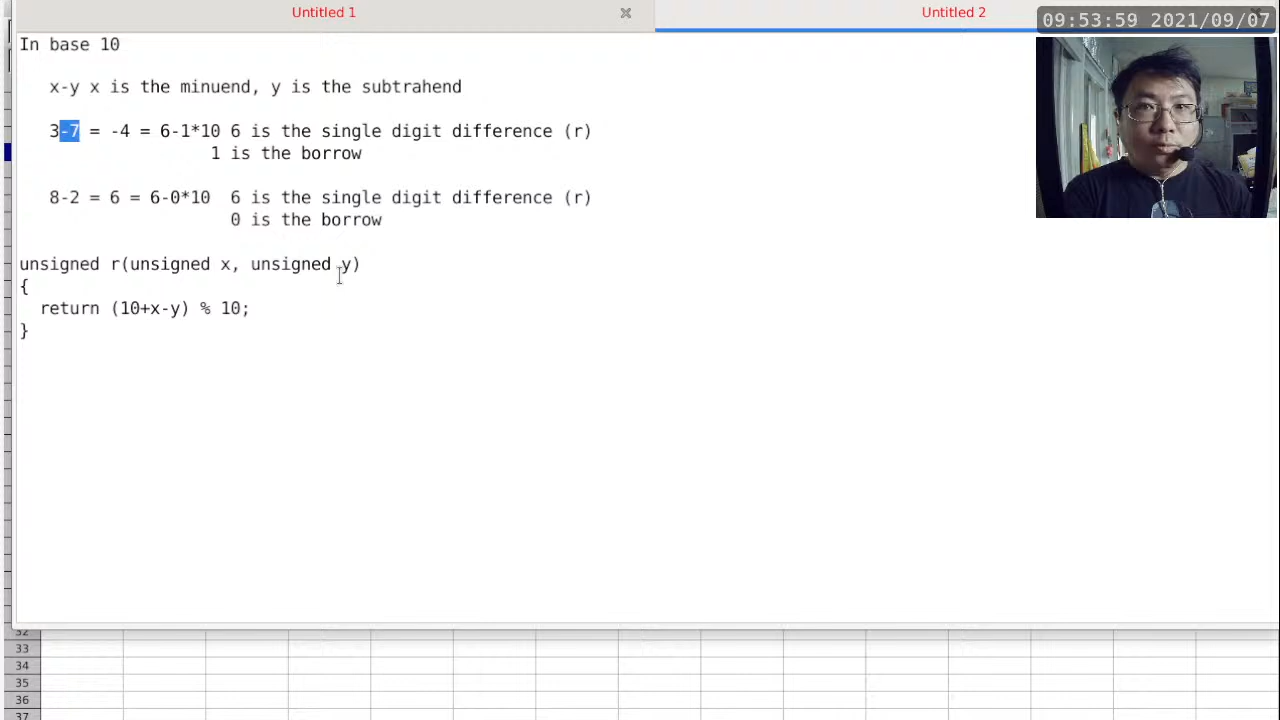 Untitled 1
Untitled 2
09:53:59 2021/09/07
In base 10
x-y x is the minuend, y is the subtrahend
3-7 = -4 = 6-1*10 6 is the single digit difference (r)
1 is the borrow
8-2 = 6 = 6-0*10 6 is the single digit difference (r)
0 is the borrow
unsigned r(unsigned x, unsigned y)
{
return (10+x-y) % 10;
}
32
33
34
35
36
37